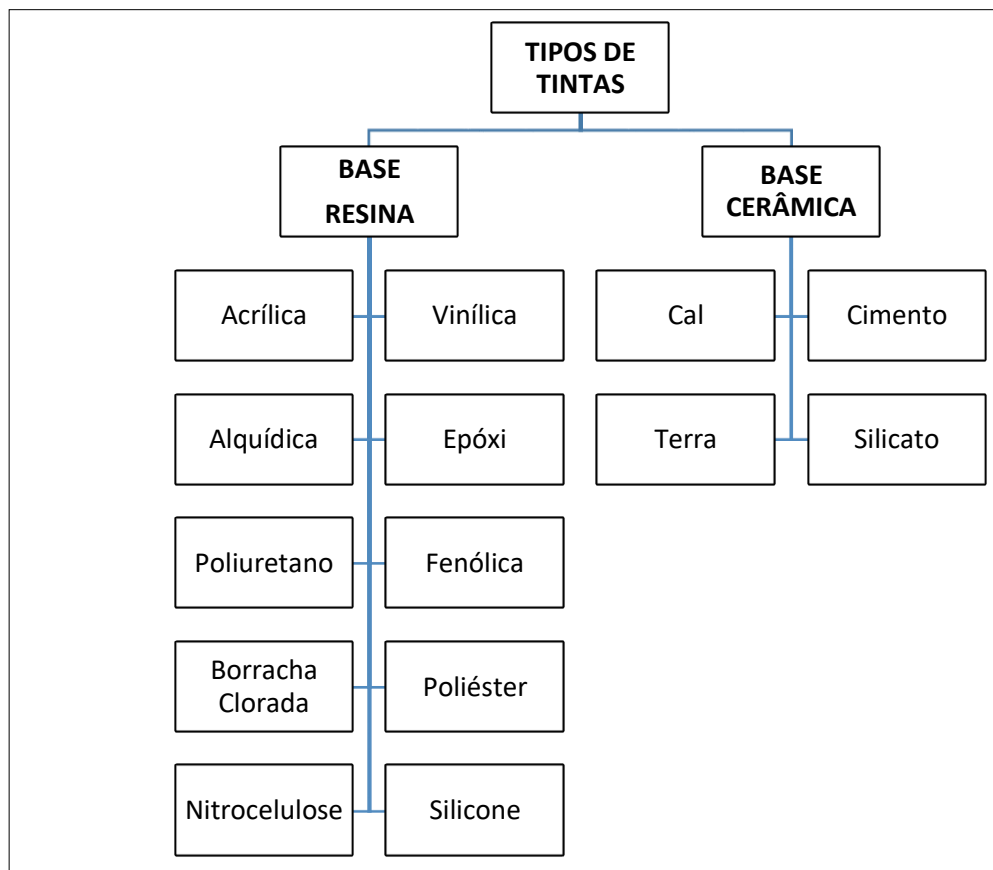 TIPOS DE
TINTAS
BASE
RESINA
BASE
CERÂMICA
Acrílica
Vinílica
Cal
Cimento
Alquídica
Epóxi
Terra
Silicato
Poliuretano
Fenólica
Borracha
Clorada
Poliéster
Nitrocelulose
Silicone